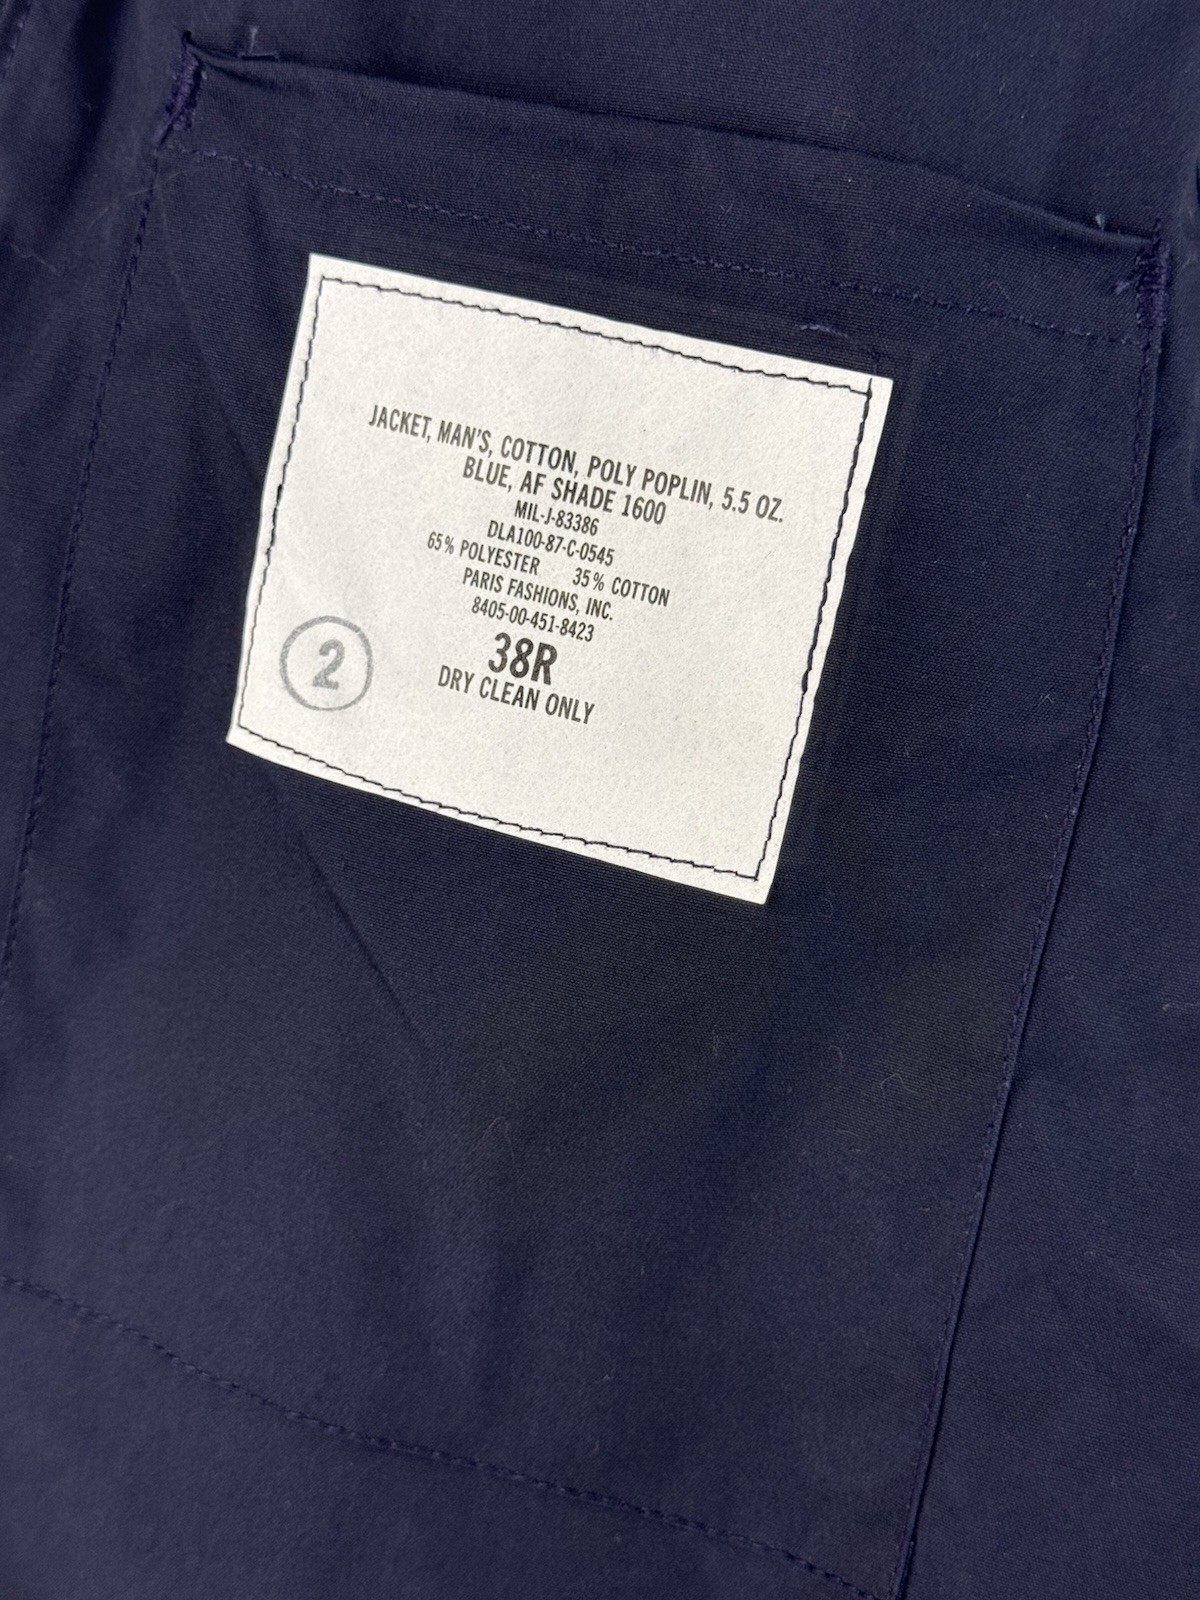 JACKET, MAN'S, COTTON, POLY POPLIN, 5.5 OZ.
BLUE, AF SHADE 1600
MIL-J-83386
DLA100-87-C-0545
65% POLYESTER 35% COTTON
PARIS FASHIONS, INC.
8405-00-451-8423
38R
DRY CLEAN ONLY
2